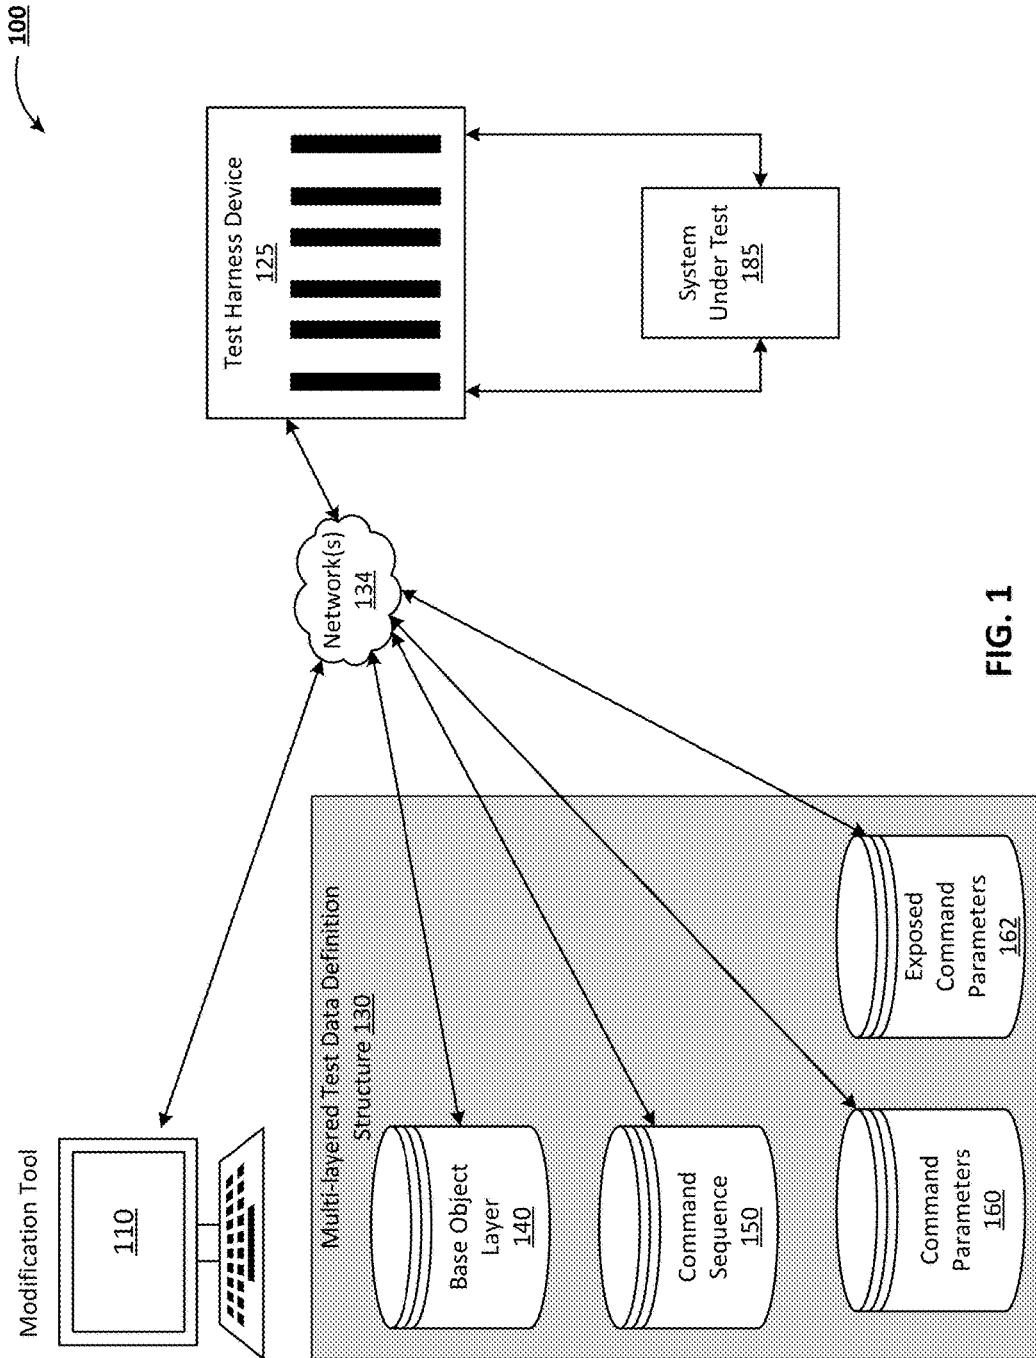 100
Modification Tool
110
Multi-layered Test Data Definition
Structure 130
Base Object
Layer
140
Command
Sequence
150
Command
Parameters
160
Exposed
Command
Parameters
162
Network(s)
134
Test Harness Device
125
System
Under Test
185
FIG. 1